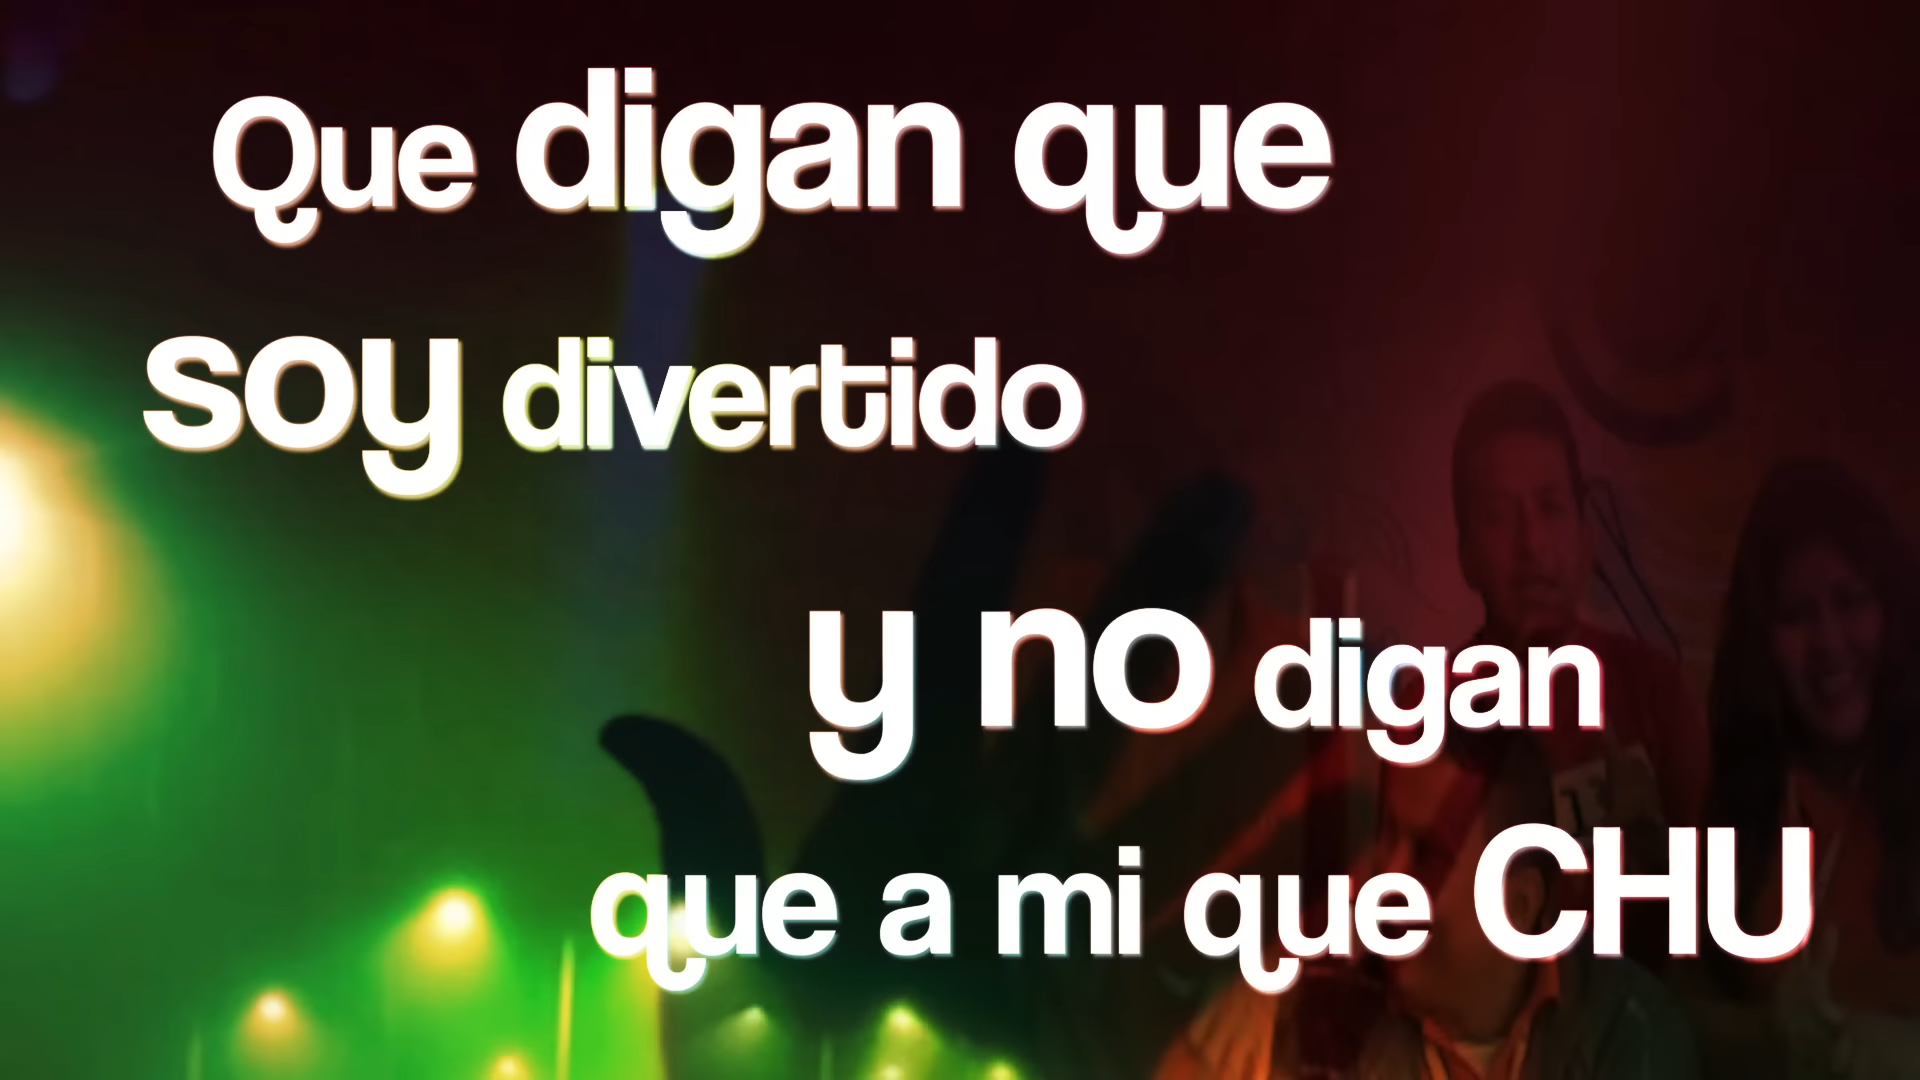 Que digan que
soy divertido
y no digan
que a mi que CHU